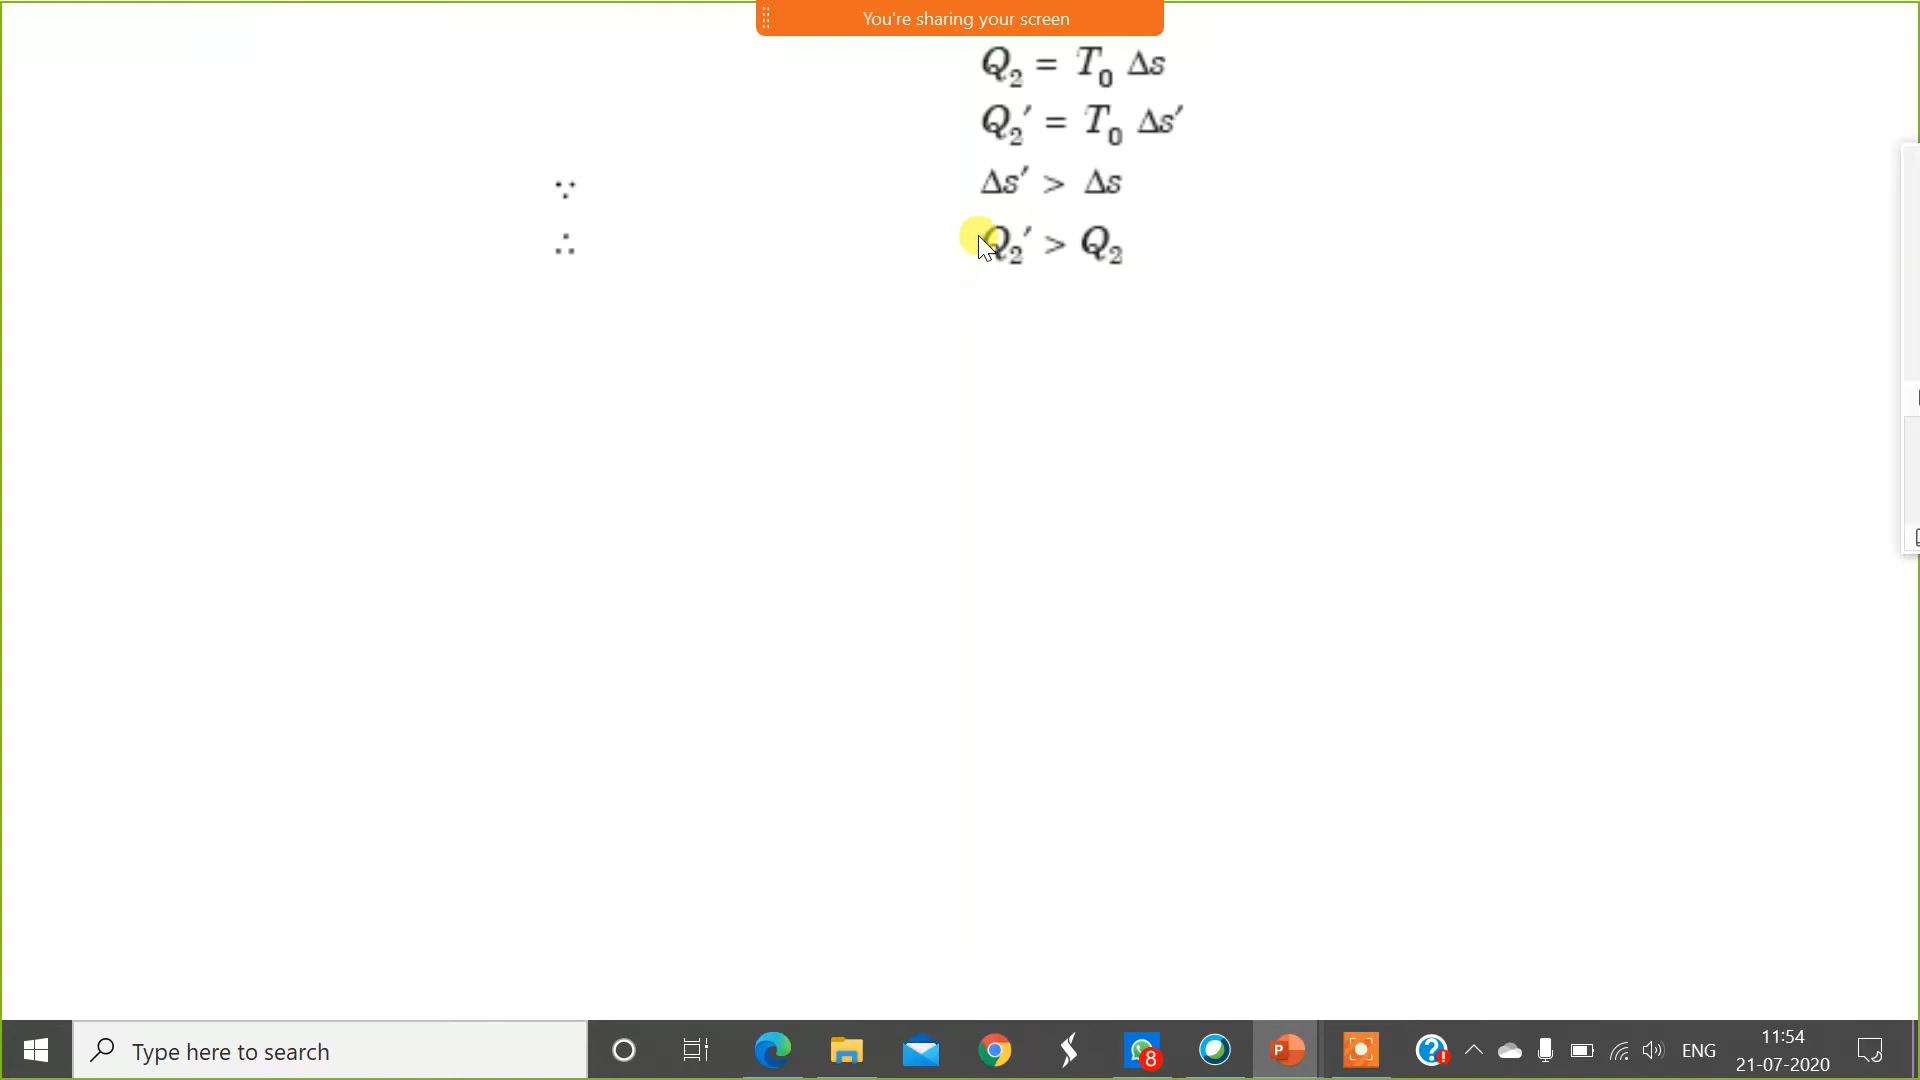 You're sharing your screen
Q₂ = T₀ Δs
Q₂′ = T₀ Δs′
∵ Δs′ > Δs
∴ Q₂′ > Q₂
Type here to search
8
ENG
11:54
21-07-2020